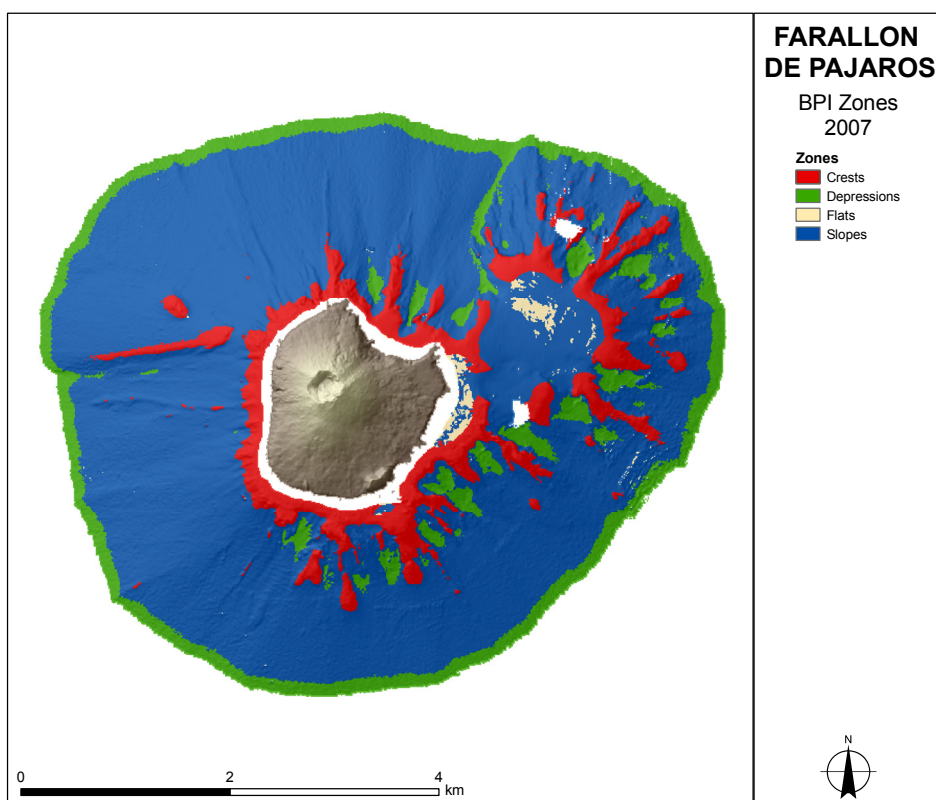 FARALLON
DE PAJAROS
BPI Zones
2007
Zones
Crests
Depressions
Flats
Slopes
N
0 2 4
km